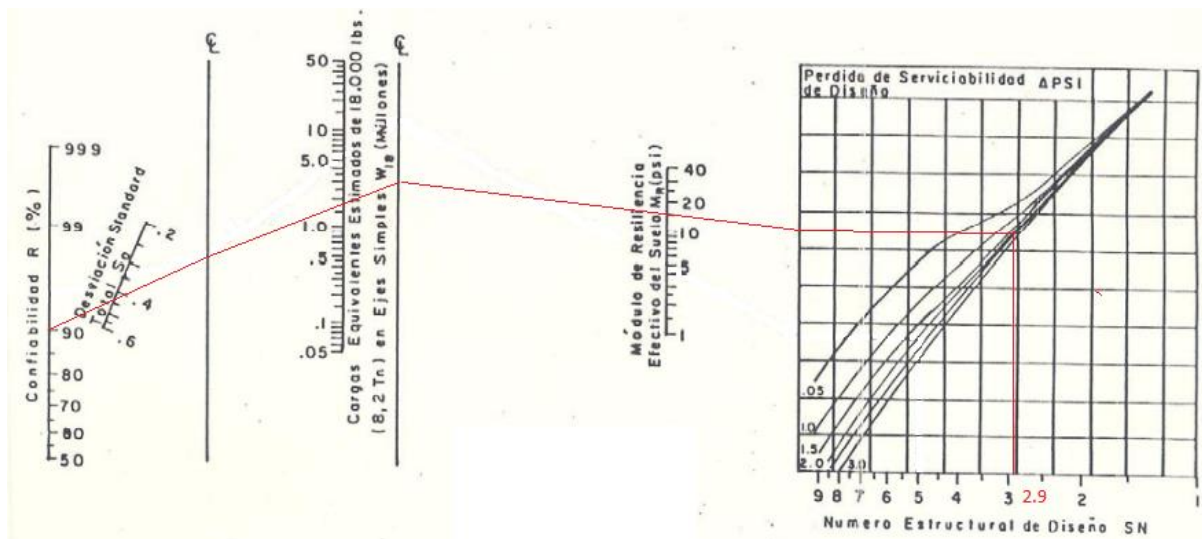 Confiabilidad R (%)
999
99
90
80
70
60
50
Desviación Standard
Total So
.2
.4
.6
℄
Cargas Equivalentes Estimados de 18.000 lbs.
(8,2 Tn) en Ejes Simples W18 (Millones)
50
10
5.0
1.0
.5
.1
.05
℄
Módulo de Resiliencia
Efectivo del Suelo MR (psi)
40
20
10
5
1
Perdida de Serviciabilidad ΔPSI
de Diseño
.05
1.0
1.5
2.0
3.0
9 8 7 6 5 4 3 2.9 2 1
Numero Estructural de Diseño SN